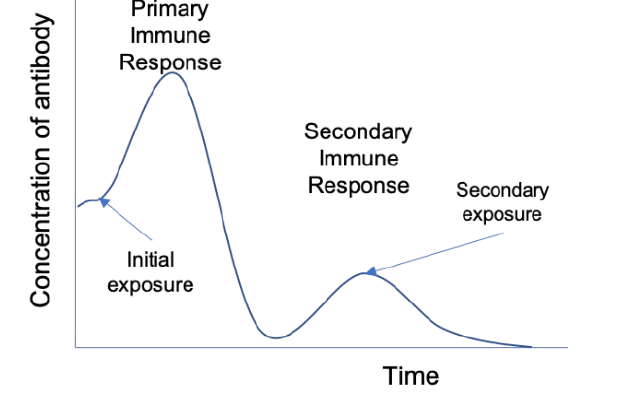 Primary
Immune
Response
Concentration of antibody
Secondary
Immune
Response
Secondary
exposure
Initial
exposure
Time